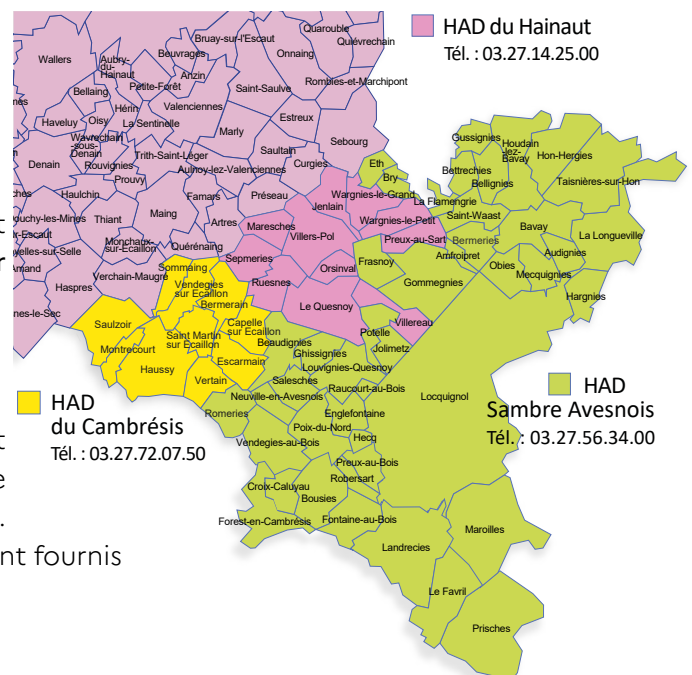 HAD du Hainaut
Tél. : 03.27.14.25.00
Quarouble
Bruay-sur-l'Escaut
Quiévrechain
Wallers
Aubry-
du-
Hainaut
Beuvrages
Onnaing
Anzin
Petite-Forêt
Rombies-et-Marchipont
Bellaing
Saint-Saulve
Hérin
Valenciennes
Haveluy
Oisy
La Sentinelle
Estreux
Marly
Wavrechain
-sous-
Denain
Sebourg
Denain
Rouvignies
Trith-Saint-Léger
Saultain
Aulnoy-lez-Valenciennes
Curgies
Prouvy
Haulchin
Famars
Préseau
Thiant
Maing
Artres
Monchaux-
sur-Ecaillon
Quérénaing
Verchain-Maugré
Haspres
Eth
Bry
Wargnies-le-Grand
Jenlain
Wargnies-le-Petit
Maresches
Villers-Pol
Preux-au-Sart
Sepmeries
Orsinval
Ruesnes
Le Quesnoy
Villereau
Gussignies
Houdain
-lez-
Bavay
Hon-Hergies
Bettrechies
Bellignies
Taisnières-sur-Hon
La Flamengrie
Saint-Waast
Bermeries
Bavay
La Longueville
Amfroipret
Audignies
Obies
Mecquignies
Frasnoy
Gommegnies
Hargnies
Sommaing
Vendegies
sur Ecaillon
Bermerain
Saulzoir
Saint Martin
sur Ecaillon
Capelle
sur Ecaillon
Montrecourt
Haussy
Escarmain
Vertain
Beaudignies
Potelle
Jolimetz
Ghissignies
Louvignies-Quesnoy
Salesches
Raucourt-au-Bois
Neuville-en-Avesnois
Locquignol
Romeries
Englefontaine
Poix-du-Nord
Hecq
Vendegies-au-Bois
Preux-au-Bois
Robersart
Croix-Caluyau
Bousies
Forest-en-Cambrésis
Fontaine-au-Bois
Landrecies
Maroilles
Le Favril
Prisches
HAD
du Cambrésis
Tél. : 03.27.72.07.50
HAD
Sambre Avesnois
Tél. : 03.27.56.34.00
nt fournis